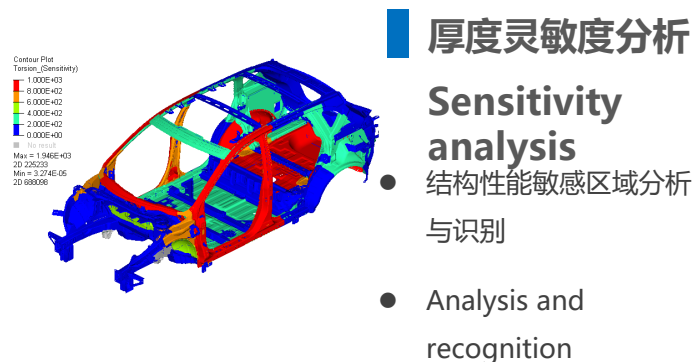 Contour Plot
Torsion_(Sensitivity)
1.000E+03
8.000E+02
6.000E+02
4.000E+02
2.000E+02
0.000E+00
No result
Max = 1.946E+03
2D 225233
Min = 3.274E-05
2D 688098
厚度灵敏度分析
Sensitivity
analysis
● 结构性能敏感区域分析
与识别
● Analysis and
recognition